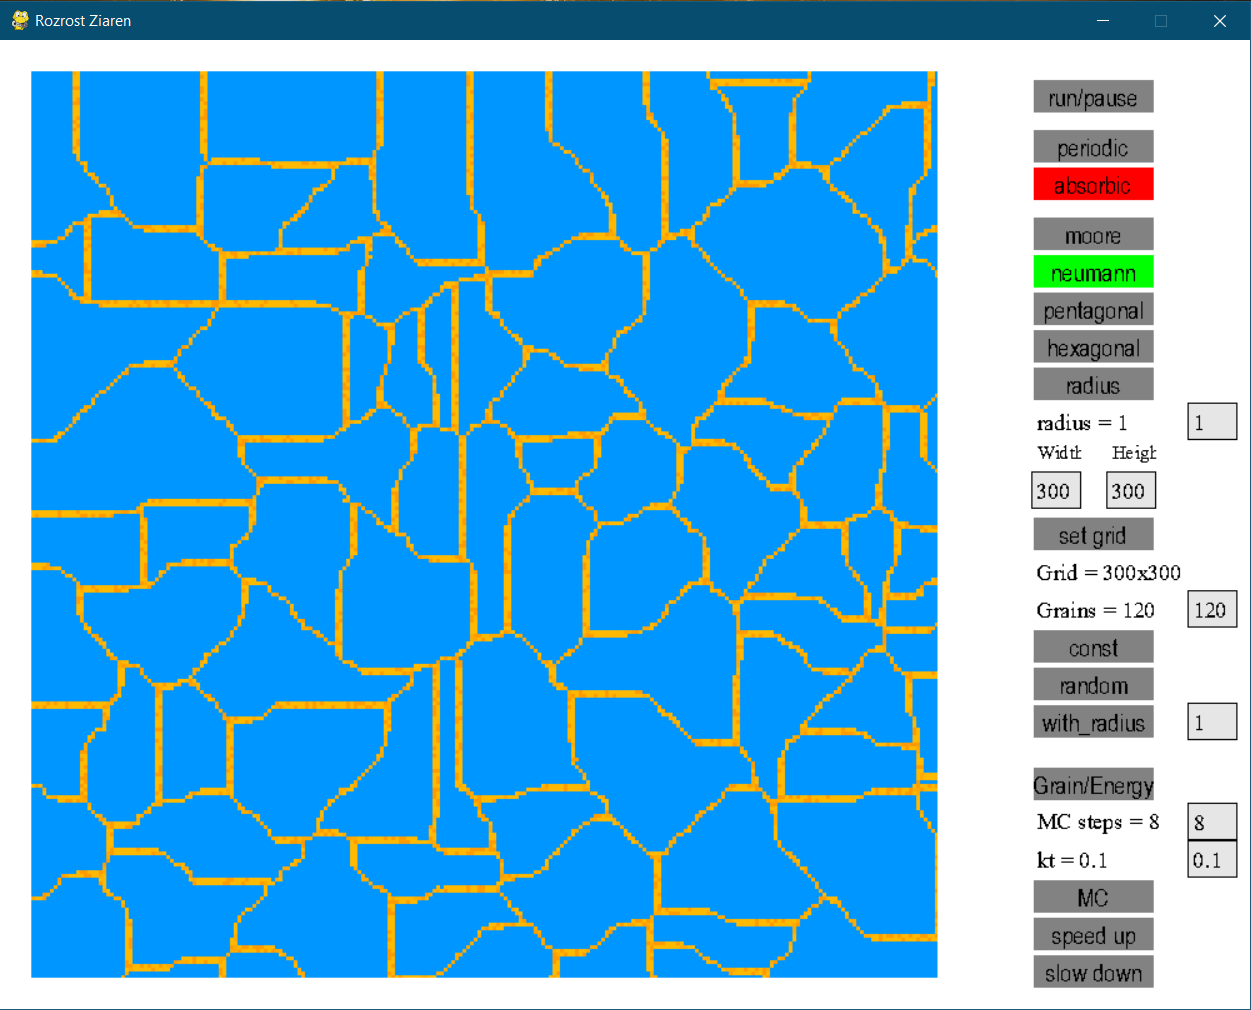 Rozrost Ziaren
run/pause
periodic
absorbic
moore
neumann
pentagonal
hexagonal
radius
radius = 1 1
Width Heigh
300 300
set grid
Grid = 300x300
Grains = 120 120
const
random
with_radius 1
Grain/Energy
MC steps = 8 8
kt = 0.1 0.1
MC
speed up
slow down